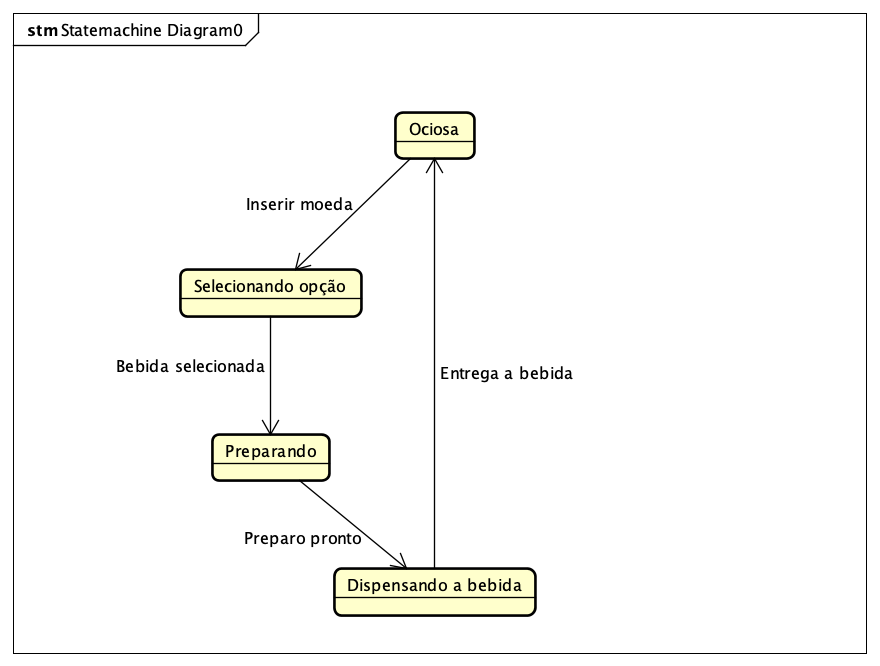 stm Statemachine Diagram0
Ociosa
Inserir moeda
Selecionando opção
Bebida selecionada
Entrega a bebida
Preparando
Preparo pronto
Dispensando a bebida